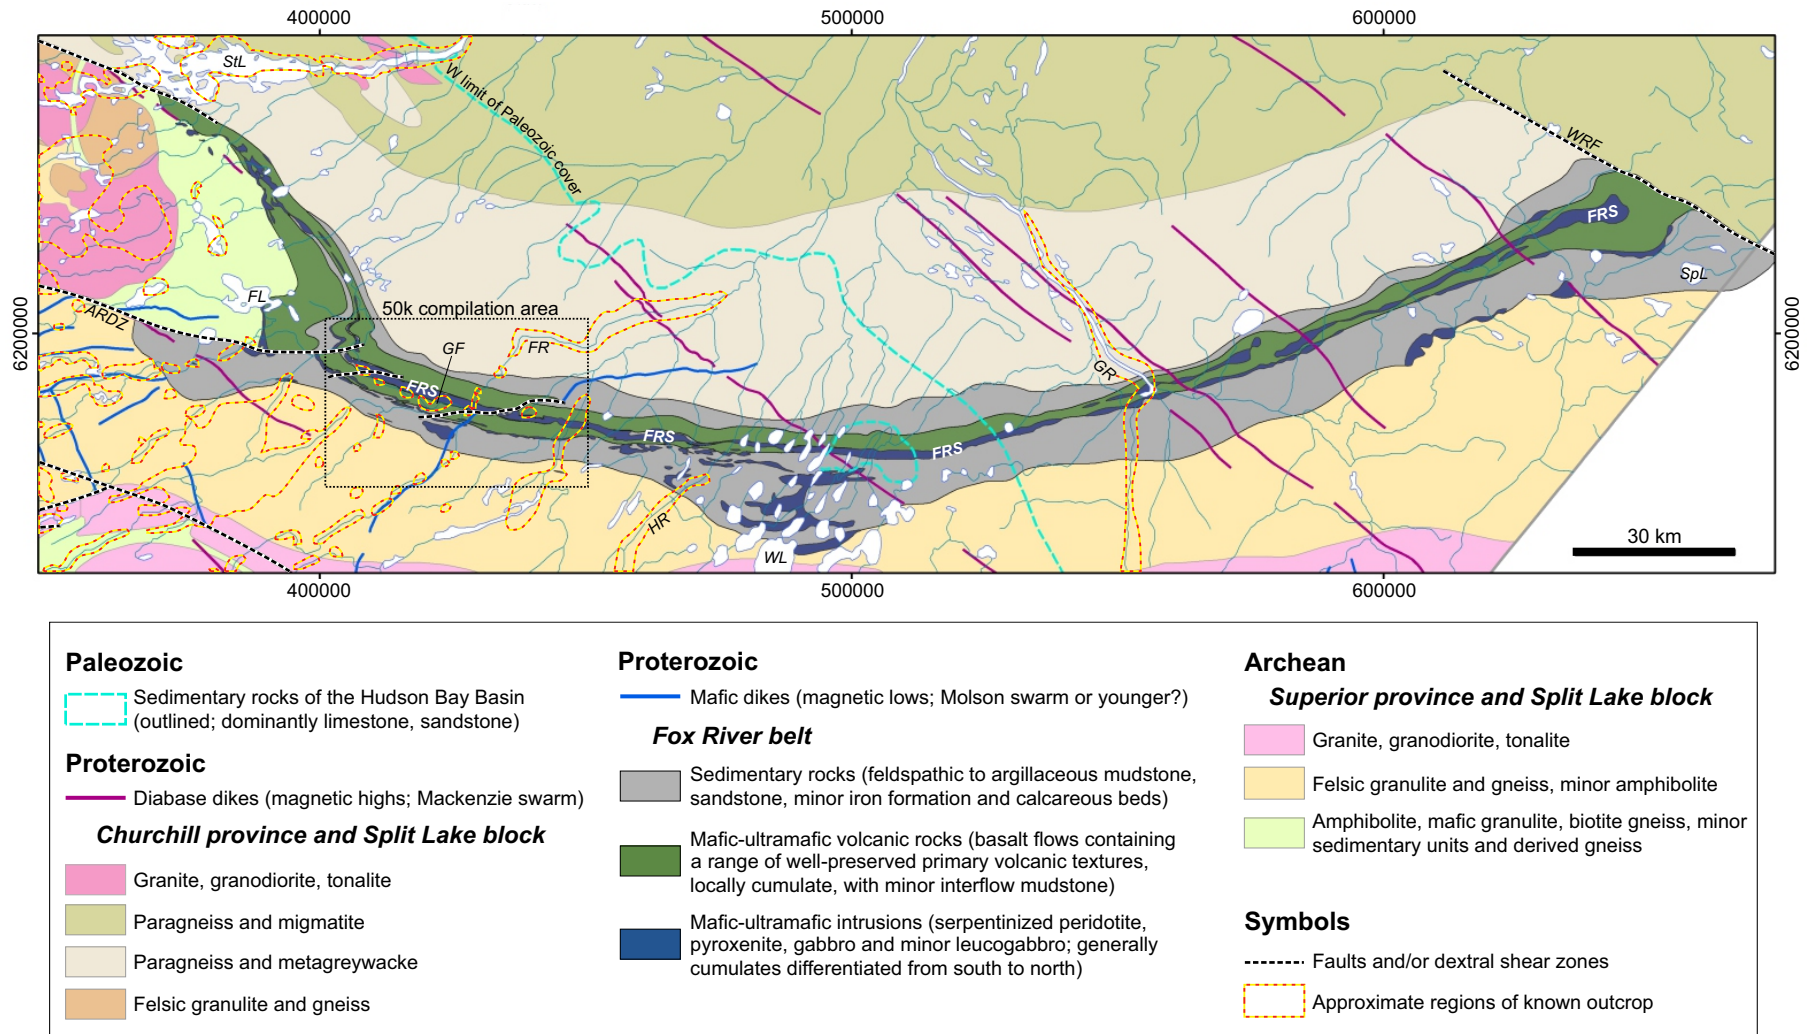 400000
500000
600000
StL
W limit of Paleozoic cover
WRF
FRS
SpL
FL
ARDZ
50k compilation area
GF
FR
FRS
GR
FRS
FRS
HR
WL
30 km
6200000
6200000
400000
500000
600000
Paleozoic
Sedimentary rocks of the Hudson Bay Basin
(outlined; dominantly limestone, sandstone)
Proterozoic
Diabase dikes (magnetic highs; Mackenzie swarm)
Churchill province and Split Lake block
Granite, granodiorite, tonalite
Paragneiss and migmatite
Paragneiss and metagreywacke
Felsic granulite and gneiss
Proterozoic
Mafic dikes (magnetic lows; Molson swarm or younger?)
Fox River belt
Sedimentary rocks (feldspathic to argillaceous mudstone,
sandstone, minor iron formation and calcareous beds)
Mafic-ultramafic volcanic rocks (basalt flows containing
a range of well-preserved primary volcanic textures,
locally cumulate, with minor interflow mudstone)
Mafic-ultramafic intrusions (serpentinized peridotite,
pyroxenite, gabbro and minor leucogabbro; generally
cumulates differentiated from south to north)
Archean
Superior province and Split Lake block
Granite, granodiorite, tonalite
Felsic granulite and gneiss, minor amphibolite
Amphibolite, mafic granulite, biotite gneiss, minor
sedimentary units and derived gneiss
Symbols
Faults and/or dextral shear zones
Approximate regions of known outcrop